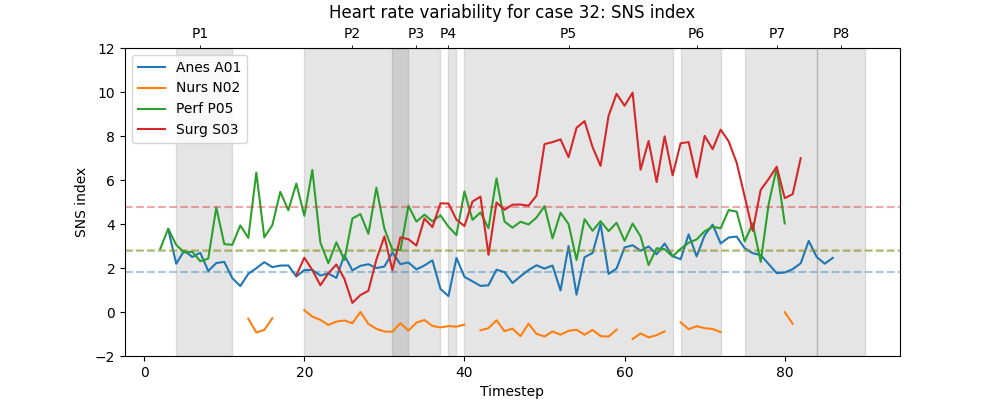 Heart rate variability for case 32: SNS index
P1 P2 P3 P4 P5 P6 P7 P8
12
10
8
6
4
2
0
−2
SNS index
Anes A01
Nurs N02
Perf P05
Surg S03
0 20 40 60 80
Timestep